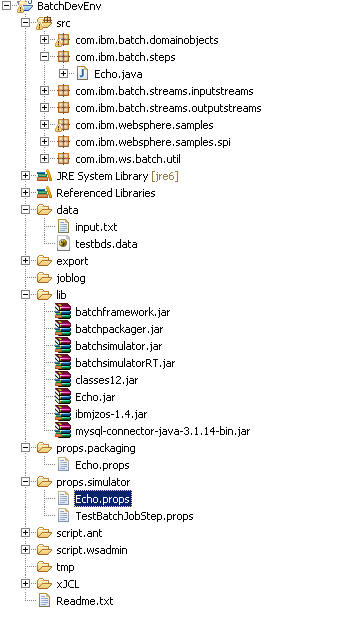 BatchDevEnv
src
com.ibm.batch.domainobjects
com.ibm.batch.steps
Echo.java
com.ibm.batch.streams.inputstreams
com.ibm.batch.streams.outputstreams
com.ibm.websphere.samples
com.ibm.websphere.samples.spi
com.ibm.ws.batch.util
JRE System Library [jre6]
Referenced Libraries
data
input.txt
testbds.data
export
joblog
lib
batchframework.jar
batchpackager.jar
batchsimulator.jar
batchsimulatorRT.jar
classes12.jar
Echo.jar
ibmjzos-1.4.jar
mysql-connector-java-3.1.14-bin.jar
props.packaging
Echo.props
props.simulator
Echo.props
TestBatchJobStep.props
script.ant
script.wsadmin
tmp
xJCL
Readme.txt